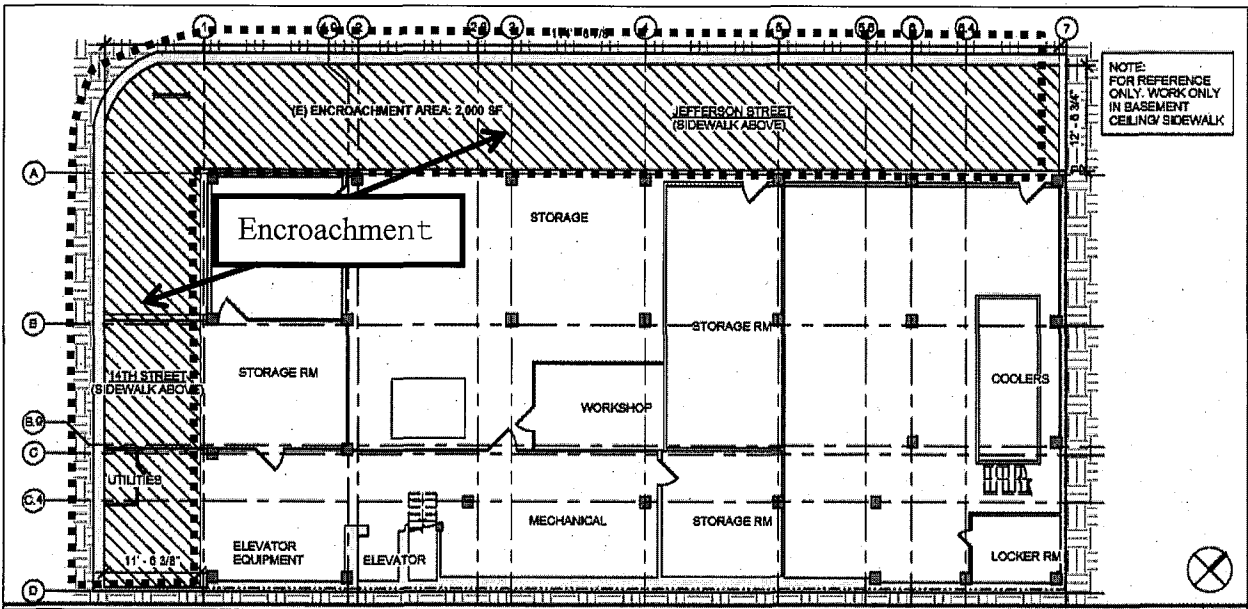 1
2
3
4
5
6
7
NOTE:
FOR REFERENCE
ONLY. WORK ONLY
IN BASEMENT
CEILING/ SIDEWALK
(E) ENCROACHMENT AREA: 2,000 SF
JEFFERSON STREET
(SIDEWALK ABOVE)
12' - 6 3/4"
A
Encroachment
STORAGE
B
STORAGE RM
14TH STREET
(SIDEWALK ABOVE)
STORAGE RM
WORKSHOP
COOLERS
B.9
C
UTILITIES
C.4
MECHANICAL
STORAGE RM
ELEVATOR
EQUIPMENT
ELEVATOR
LOCKER RM
11' - 6 3/8"
D